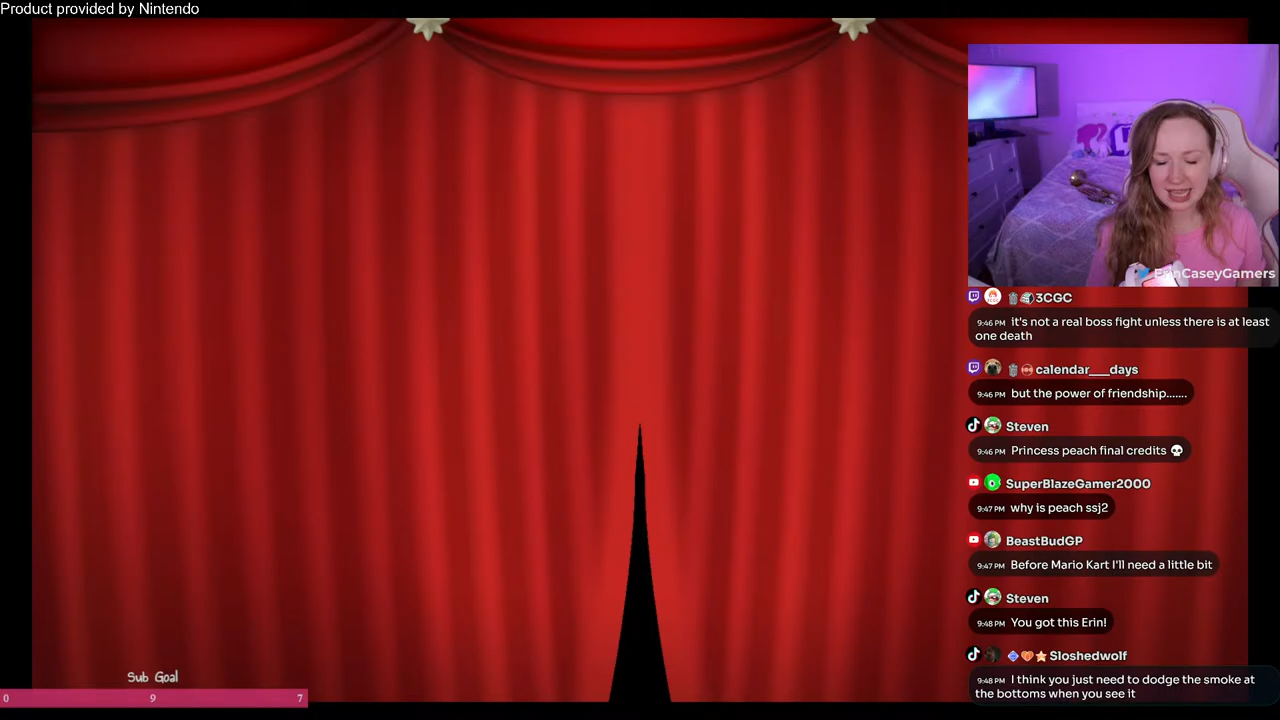 Product provided by Nintendo
ErinCaseyGamers
3CGC
9:46 PM it's not a real boss fight unless there is at least
one death
calendar___days
9:46 PM but the power of friendship.......
Steven
9:46 PM Princess peach final credits 💀
SuperBlazeGamer2000
9:47 PM why is peach ssj2
BeastBudGP
9:47 PM Before Mario Kart I'll need a little bit
Steven
9:48 PM You got this Erin!
Sloshedwolf
9:48 PM I think you just need to dodge the smoke at
the bottoms when you see it
Sub Goal
0 9 7